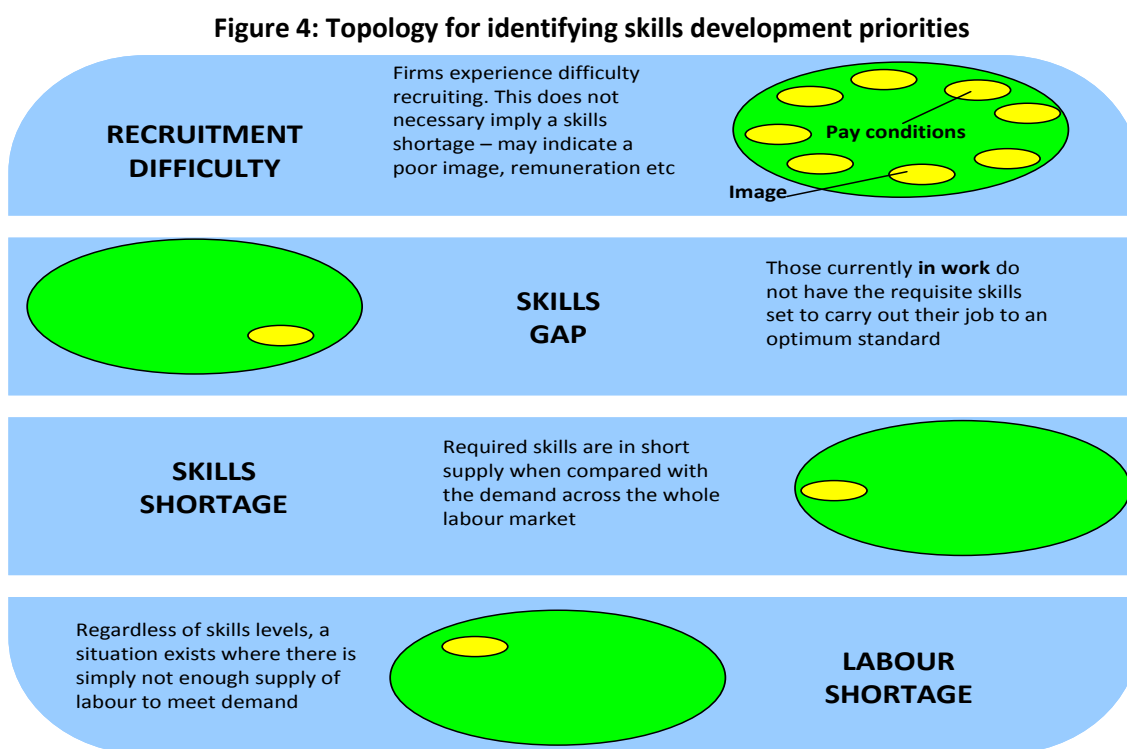 Figure 4: Topology for identifying skills development priorities
RECRUITMENT
DIFFICULTY
Firms experience difficulty
recruiting. This does not
necessary imply a skills
shortage – may indicate a
poor image, remuneration etc
Pay conditions
Image
SKILLS
GAP
Those currently in work do
not have the requisite skills
set to carry out their job to an
optimum standard
SKILLS
SHORTAGE
Required skills are in short
supply when compared with
the demand across the whole
labour market
Regardless of skills levels, a
situation exists where there is
simply not enough supply of
labour to meet demand
LABOUR
SHORTAGE